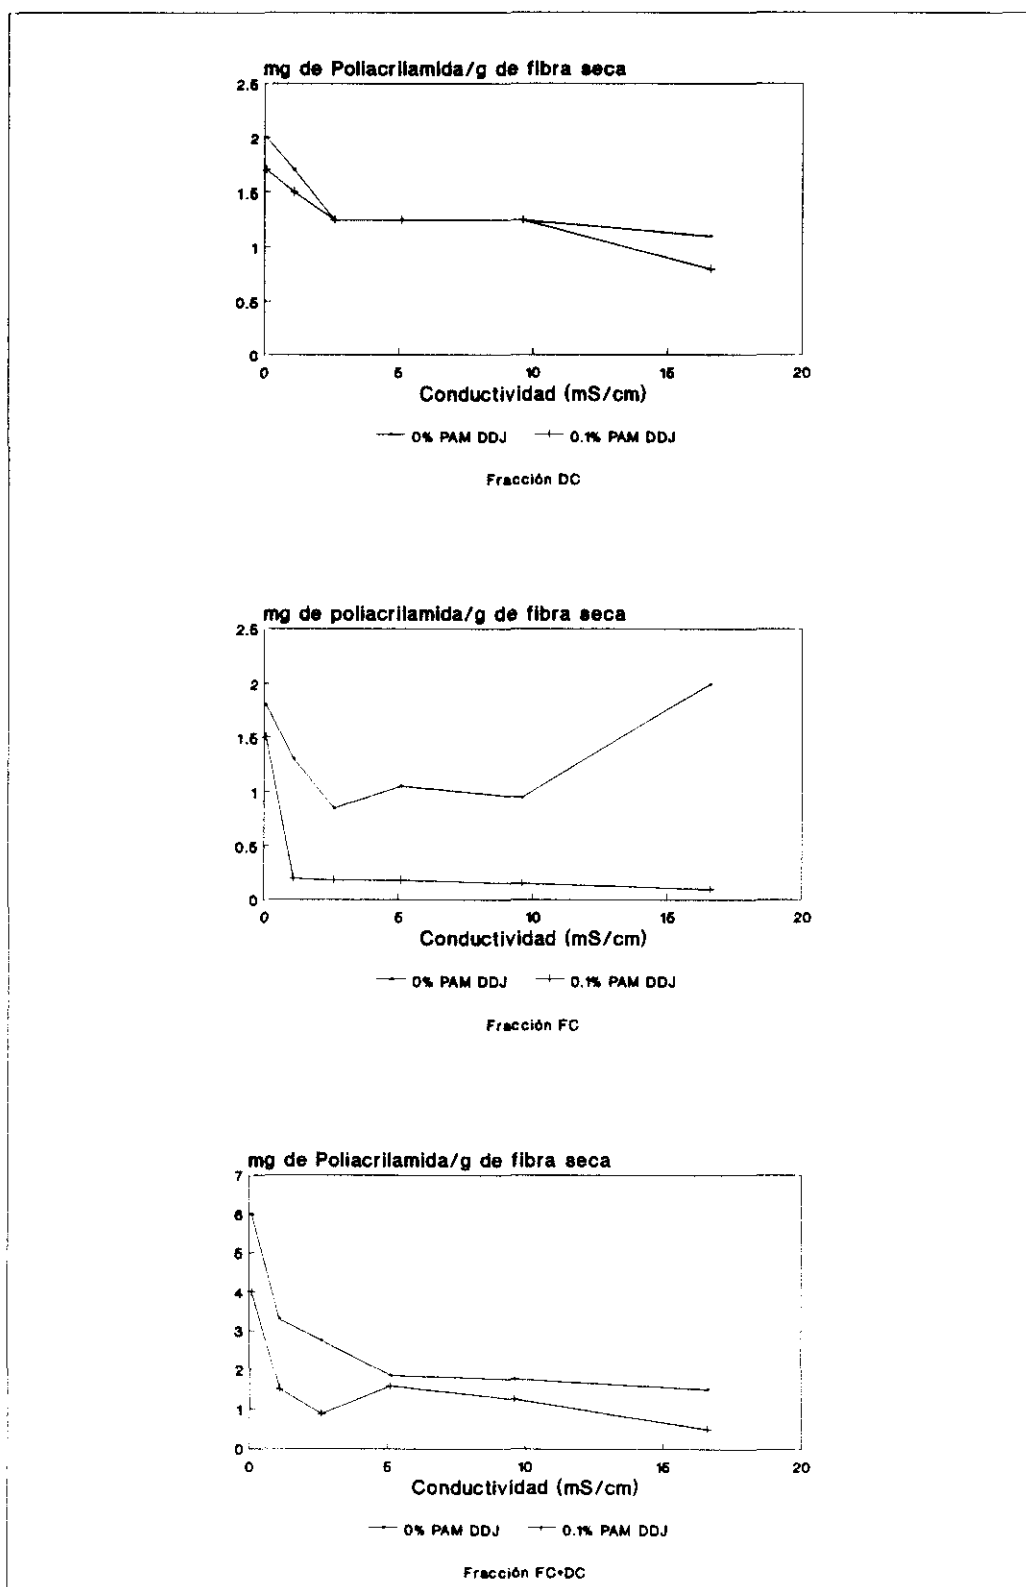 mg de Poliacrilamida/g de fibra seca
2.5
2
1.5
1
0.5
0
0 5 10 15 20
Conductividad (mS/cm)
0% PAM DDJ 0.1% PAM DDJ
Fracción DC
mg de poliacrilamida/g de fibra seca
2.5
2
1.5
1
0.5
0
0 5 10 15 20
Conductividad (mS/cm)
0% PAM DDJ 0.1% PAM DDJ
Fracción FC
mg de Poliacrilamida/g de fibra seca
7
6
5
4
3
2
1
0
0 5 10 15 20
Conductividad (mS/cm)
0% PAM DDJ 0.1% PAM DDJ
Fracción FC+DC